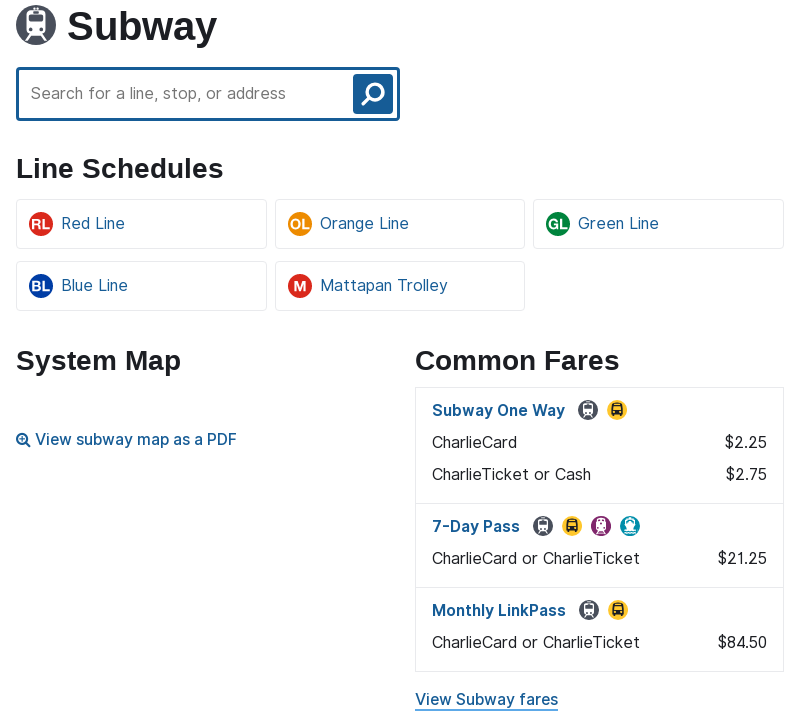 Subway
Search for a line, stop, or address
Line Schedules
RL Red Line
OL Orange Line
GL Green Line
BL Blue Line
M Mattapan Trolley
System Map
View subway map as a PDF
Common Fares
Subway One Way
CharlieCard $2.25
CharlieTicket or Cash $2.75
7-Day Pass
CharlieCard or CharlieTicket $21.25
Monthly LinkPass
CharlieCard or CharlieTicket $84.50
View Subway fares